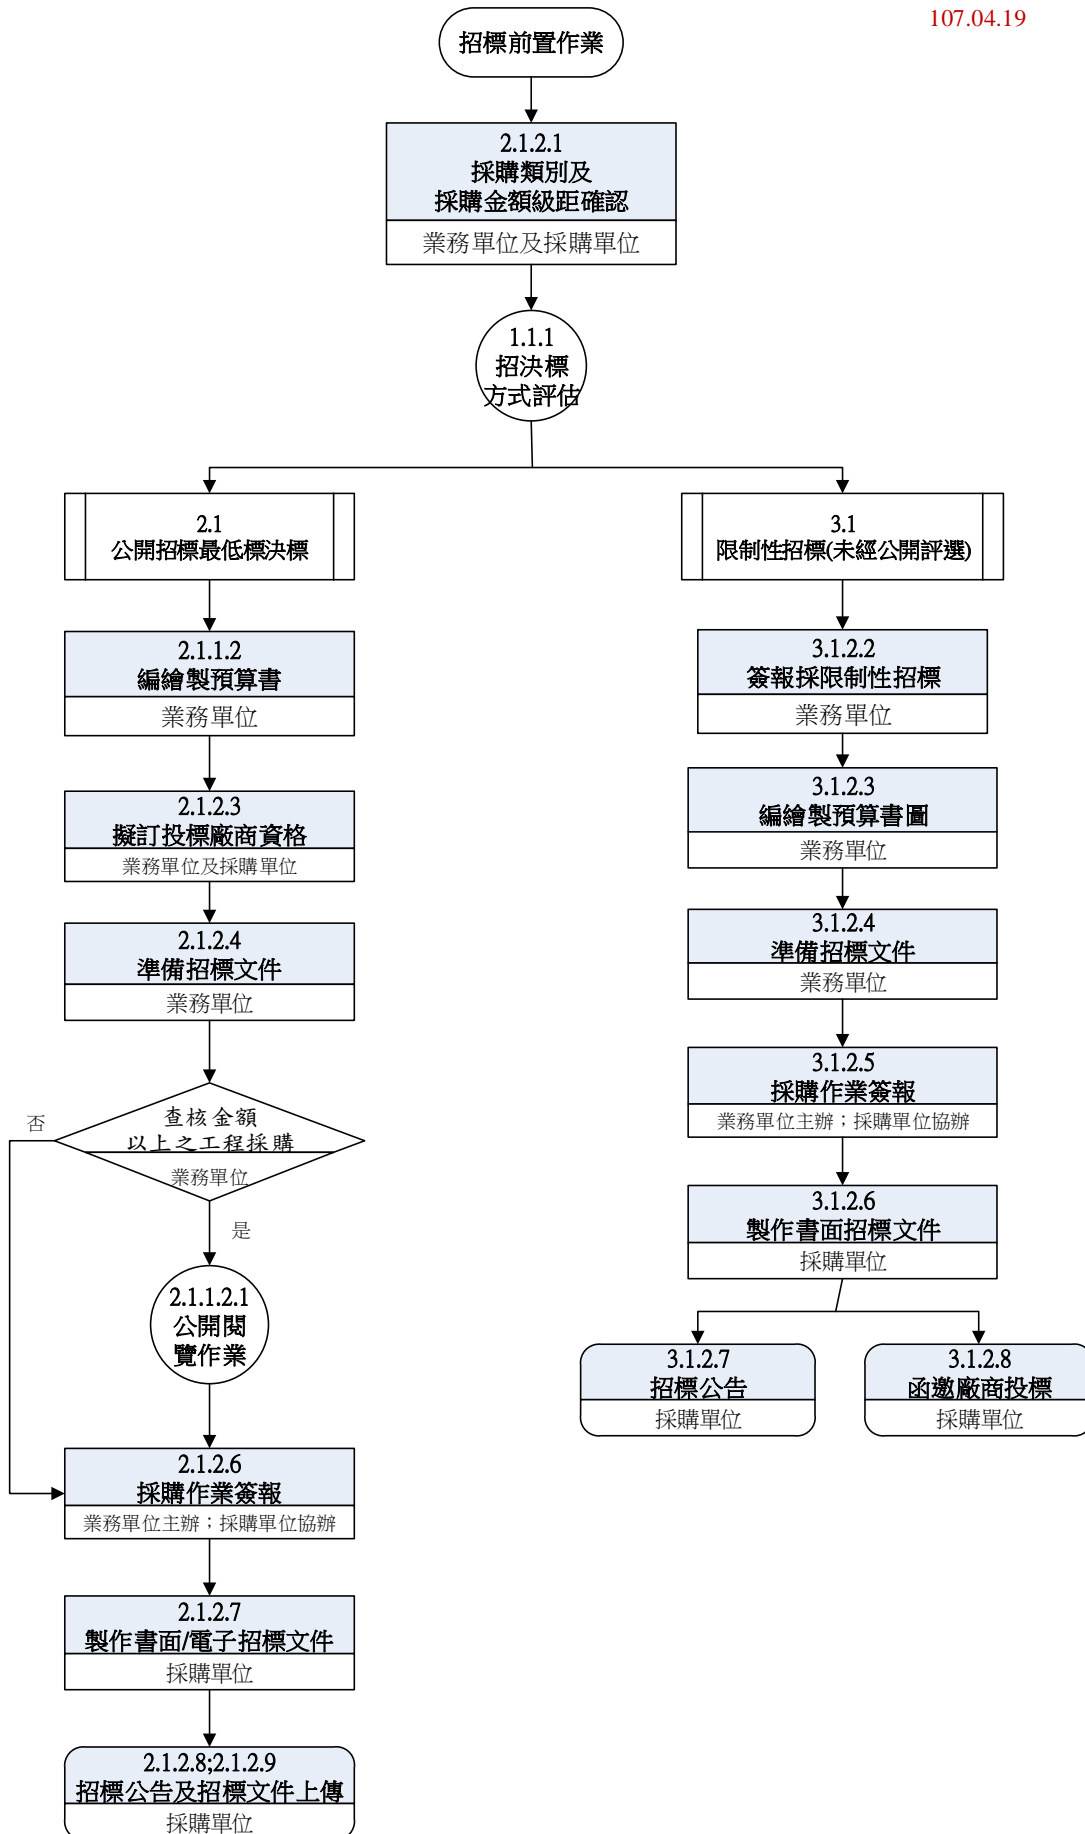 107.04.19
招標前置作業
2.1.2.1
採購類別及
採購金額級距確認
業務單位及採購單位
1.1.1
招決標
方式評估
2.1
公開招標最低標決標
2.1.1.2
編繪製預算書
業務單位
2.1.2.3
擬訂投標廠商資格
業務單位及採購單位
2.1.2.4
準備招標文件
業務單位
查核金額
以上之工程採購
業務單位
否
是
2.1.1.2.1
公開閱
覽作業
2.1.2.6
採購作業簽報
業務單位主辦；採購單位協辦
2.1.2.7
製作書面/電子招標文件
採購單位
2.1.2.8;2.1.2.9
招標公告及招標文件上傳
採購單位
3.1
限制性招標(未經公開評選)
3.1.2.2
簽報採限制性招標
業務單位
3.1.2.3
編繪製預算書圖
業務單位
3.1.2.4
準備招標文件
業務單位
3.1.2.5
採購作業簽報
業務單位主辦；採購單位協辦
3.1.2.6
製作書面招標文件
採購單位
3.1.2.7
招標公告
採購單位
3.1.2.8
函邀廠商投標
採購單位